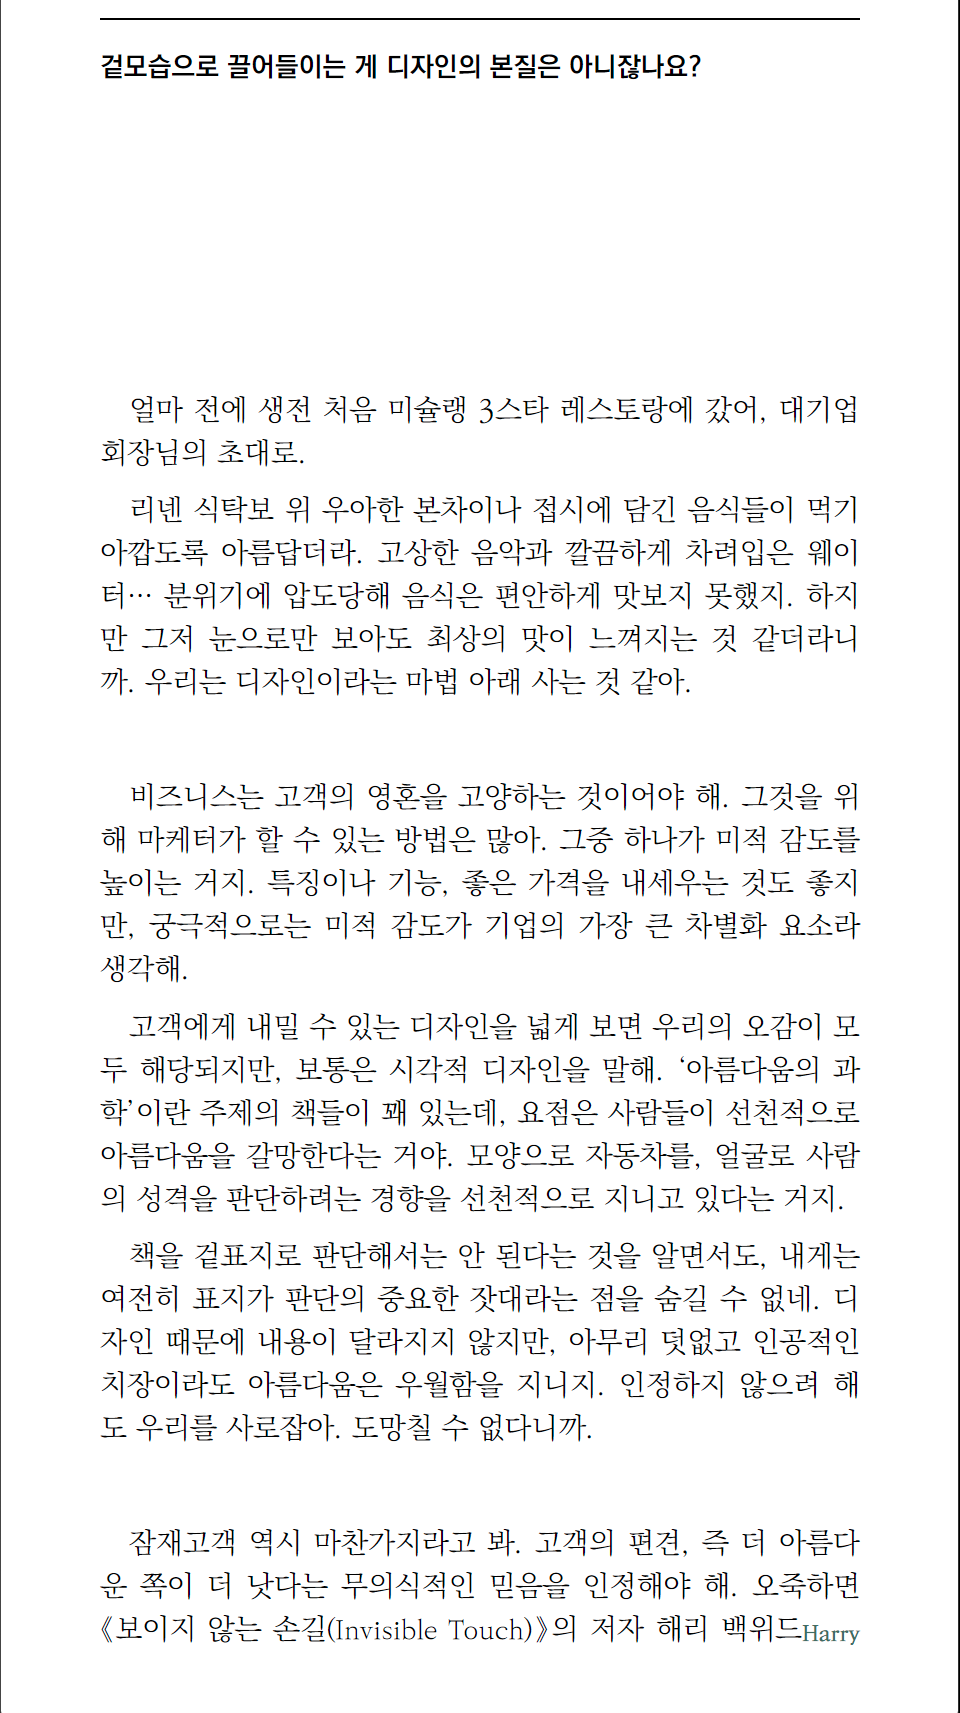 겉모습으로 끌어들이는 게 디자인의 본질은 아니잖나요?
얼마 전에 생전 처음 미슐랭 3스타 레스토랑에 갔어, 대기업
회장님의 초대로.
리넨 식탁보 위 우아한 본차이나 접시에 담긴 음식들이 먹기
아깝도록 아름답더라. 고상한 음악과 깔끔하게 차려입은 웨이
터… 분위기에 압도당해 음식은 편안하게 맛보지 못했지. 하지
만 그저 눈으로만 보아도 최상의 맛이 느껴지는 것 같더라니
까. 우리는 디자인이라는 마법 아래 사는 것 같아.
비즈니스는 고객의 영혼을 고양하는 것이어야 해. 그것을 위
해 마케터가 할 수 있는 방법은 많아. 그중 하나가 미적 감도를
높이는 거지. 특징이나 기능, 좋은 가격을 내세우는 것도 좋지
만, 궁극적으로는 미적 감도가 기업의 가장 큰 차별화 요소라
생각해.
고객에게 내밀 수 있는 디자인을 넓게 보면 우리의 오감이 모
두 해당되지만, 보통은 시각적 디자인을 말해. ‘아름다움의 과
학’이란 주제의 책들이 꽤 있는데, 요점은 사람들이 선천적으로
아름다움을 갈망한다는 거야. 모양으로 자동차를, 얼굴로 사람
의 성격을 판단하려는 경향을 선천적으로 지니고 있다는 거지.
책을 겉표지로 판단해서는 안 된다는 것을 알면서도, 내게는
여전히 표지가 판단의 중요한 잣대라는 점을 숨길 수 없네. 디
자인 때문에 내용이 달라지지 않지만, 아무리 덧없고 인공적인
치장이라도 아름다움은 우월함을 지니지. 인정하지 않으려 해
도 우리를 사로잡아. 도망칠 수 없다니까.
잠재고객 역시 마찬가지라고 봐. 고객의 편견, 즉 더 아름다
운 쪽이 더 낫다는 무의식적인 믿음을 인정해야 해. 오죽하면
《보이지 않는 손길(Invisible Touch)》의 저자 해리 백위드Harry